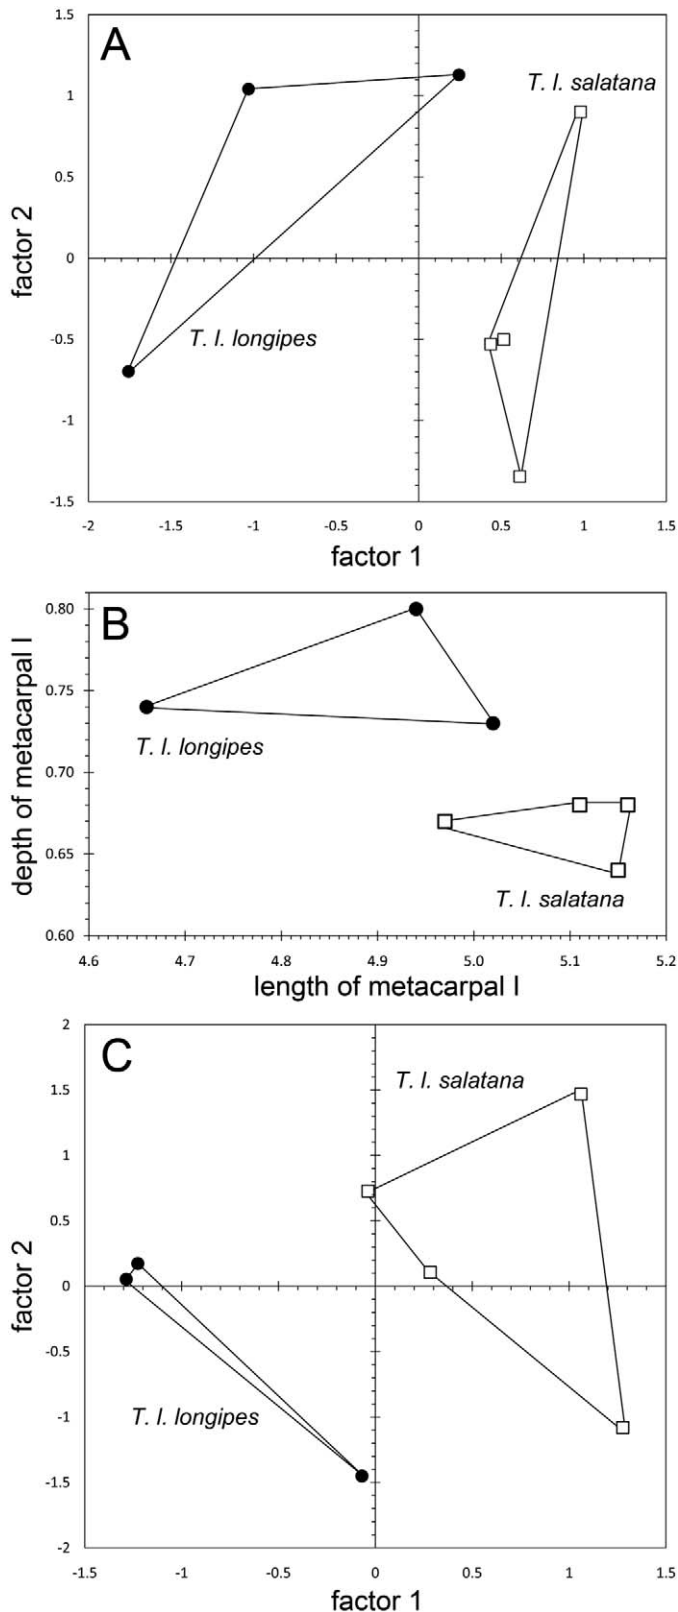 A
1.5
T. l. salatana
1
0.5
factor 2
0
-0.5
T. l. longipes
-1
-1.5
-2 -1.5 -1 -0.5 0 0.5 1 1.5
factor 1
B
0.80
depth of metacarpal I
0.75
T. l. longipes
0.70
0.65
T. l. salatana
0.60
4.6 4.7 4.8 4.9 5.0 5.1 5.2
length of metacarpal I
C
2
T. l. salatana
1.5
1
0.5
factor 2
0
-0.5
T. l. longipes
-1
-1.5
-2
-1.5 -1 -0.5 0 0.5 1 1.5
factor 1